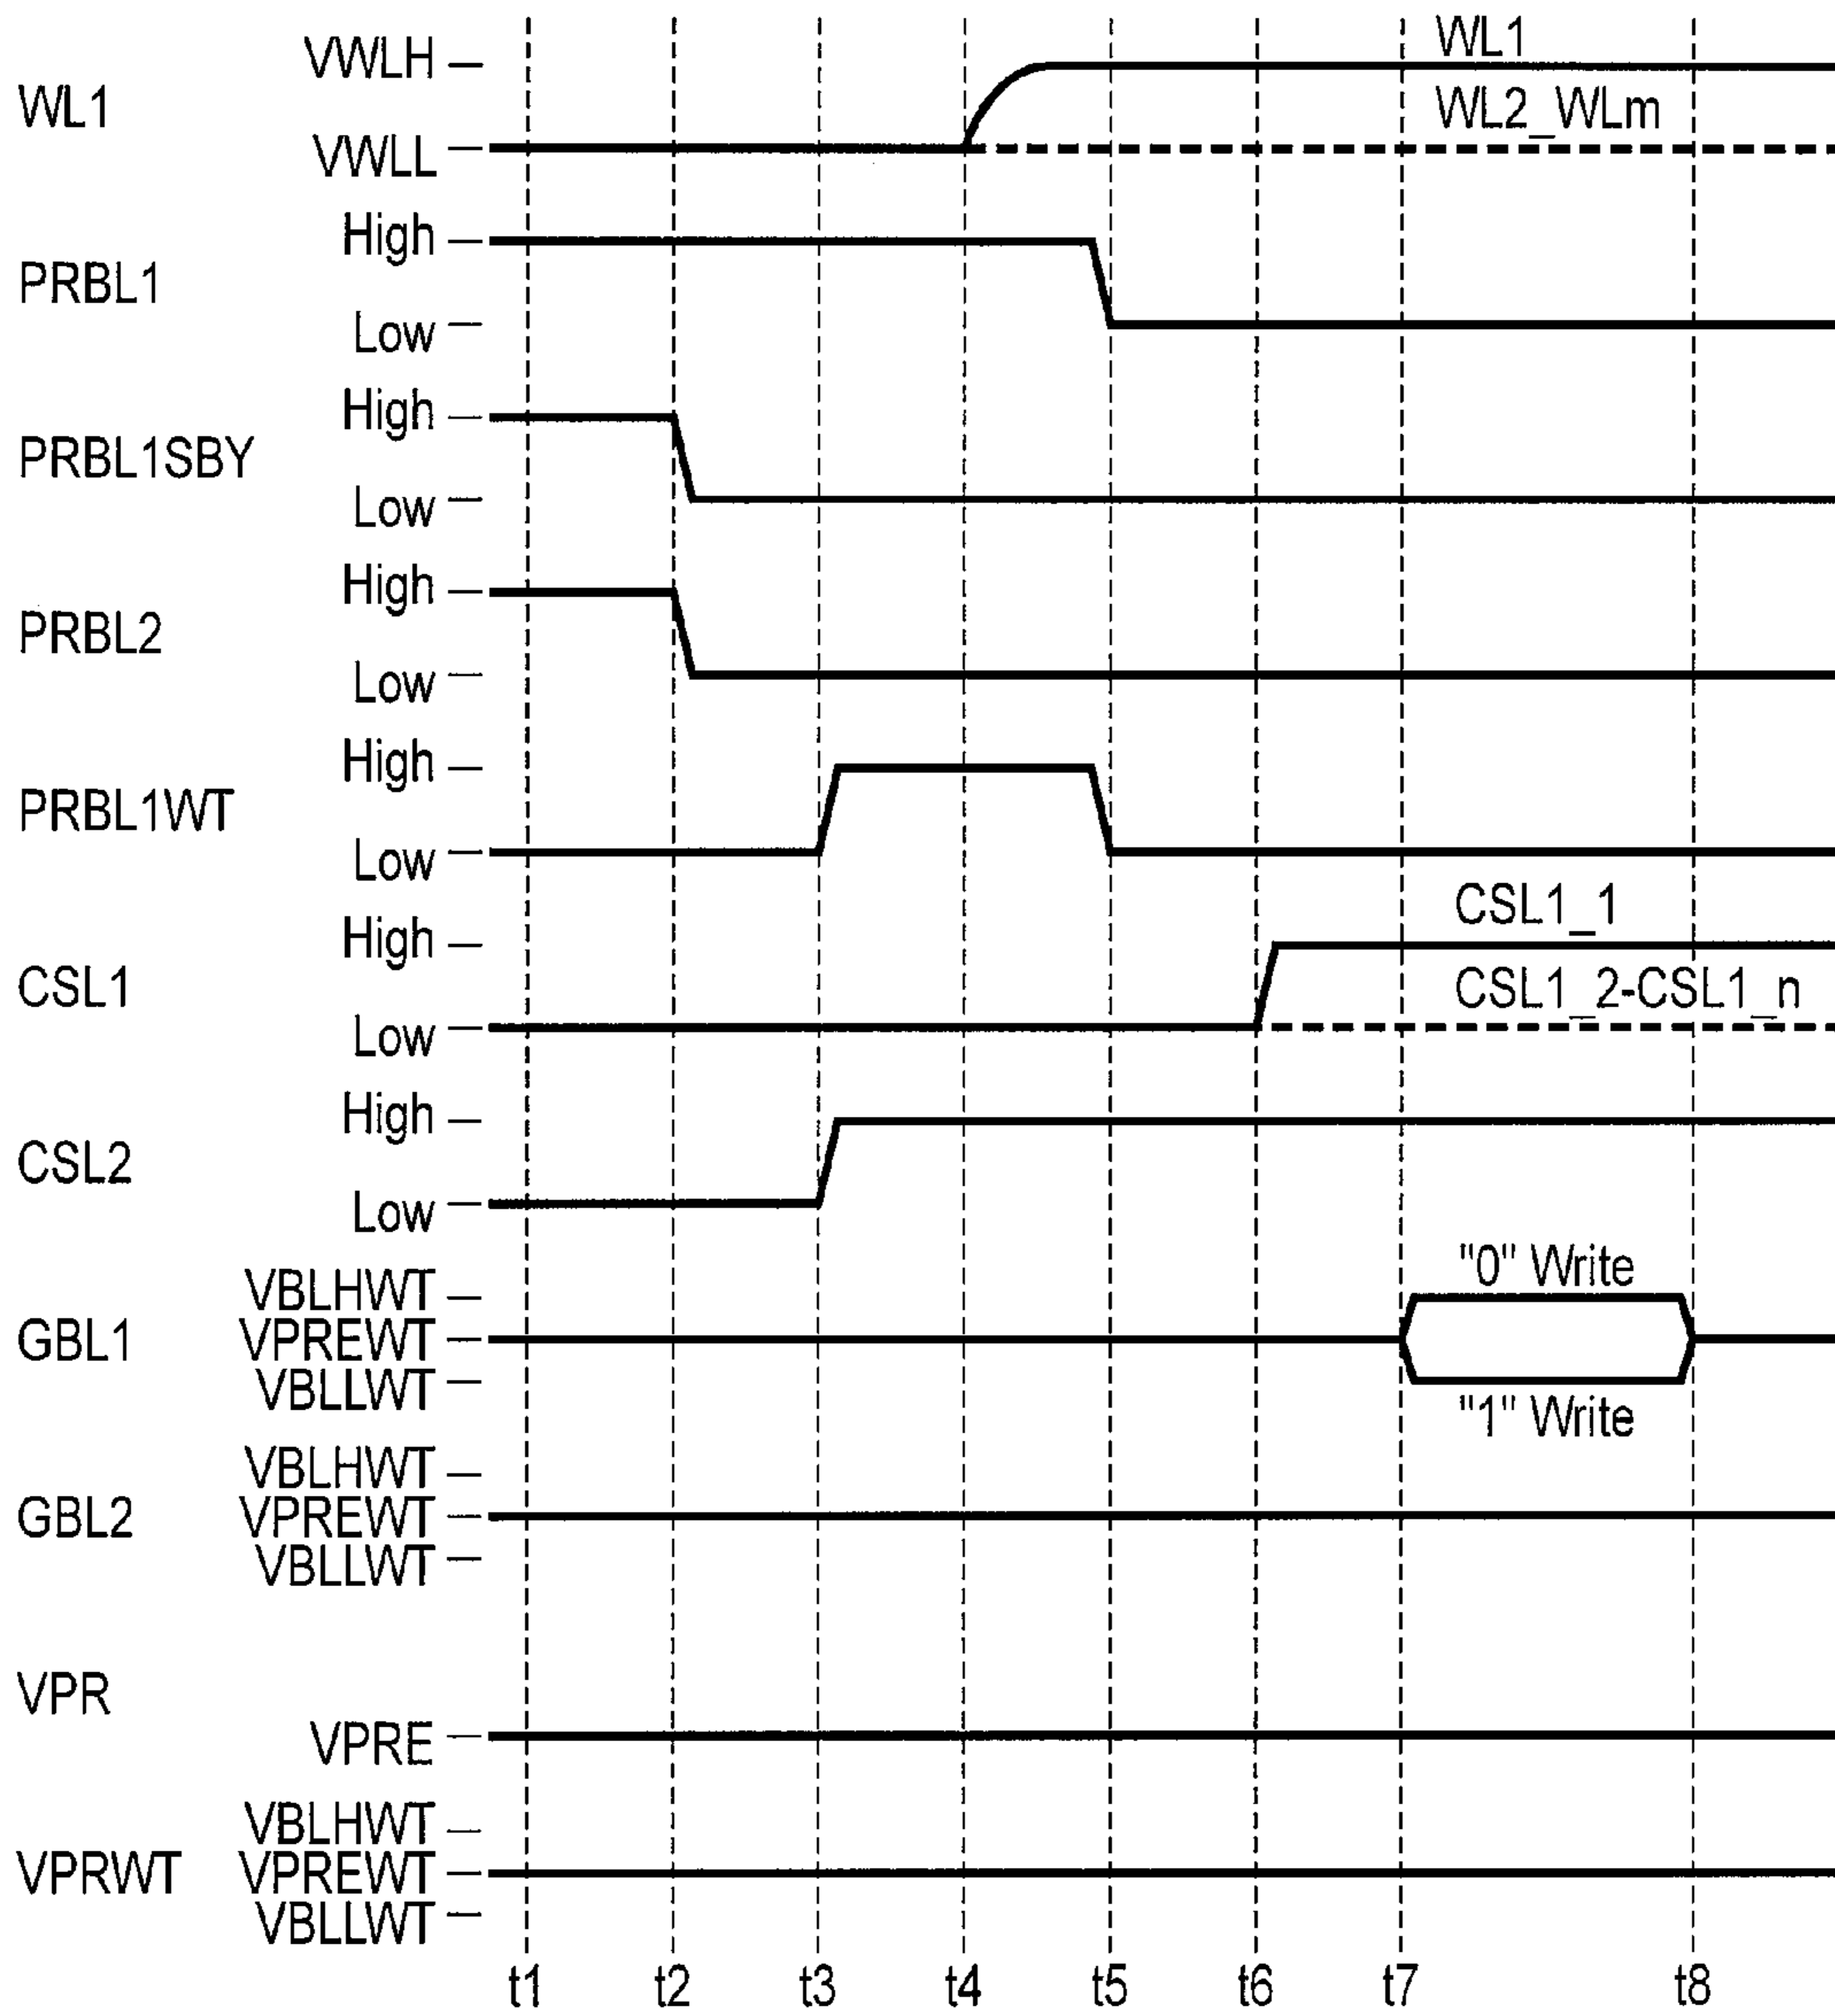 VWLH
WL1
WL1
WL2_WLm
VWLL
High
PRBL1
Low
High
PRBL1SBY
Low
High
PRBL2
Low
High
PRBL1WT
Low
CSL1_1
High
CSL1
CSL1_2-CSL1_n
Low
High
CSL2
Low
"0" Write
VBLHWT
GBL1
VPREWT
VBLLWT
"1" Write
VBLHWT
GBL2
VPREWT
VBLLWT
VPR
VPRE
VBLHWT
VPRWT
VPREWT
VBLLWT
t1 t2 t3 t4 t5 t6 t7 t8